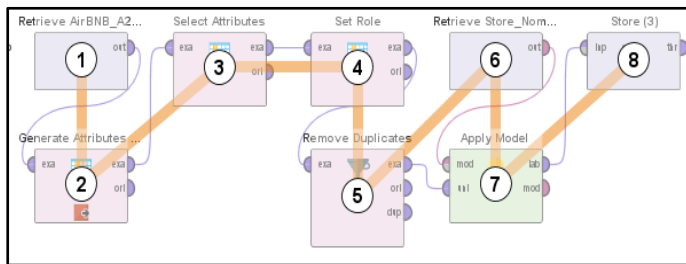 Retrieve AirBNB_A2...
out
1
Select Attributes
exa
exa
ori
3
Set Role
exa
exa
ori
4
Retrieve Store_Nom...
out
6
Store (3)
inp
thr
8
Generate Attributes ...
exa
exa
ori
2
Remove Duplicates
exa
exa
ori
dup
5
Apply Model
mod
unl
lab
mod
7